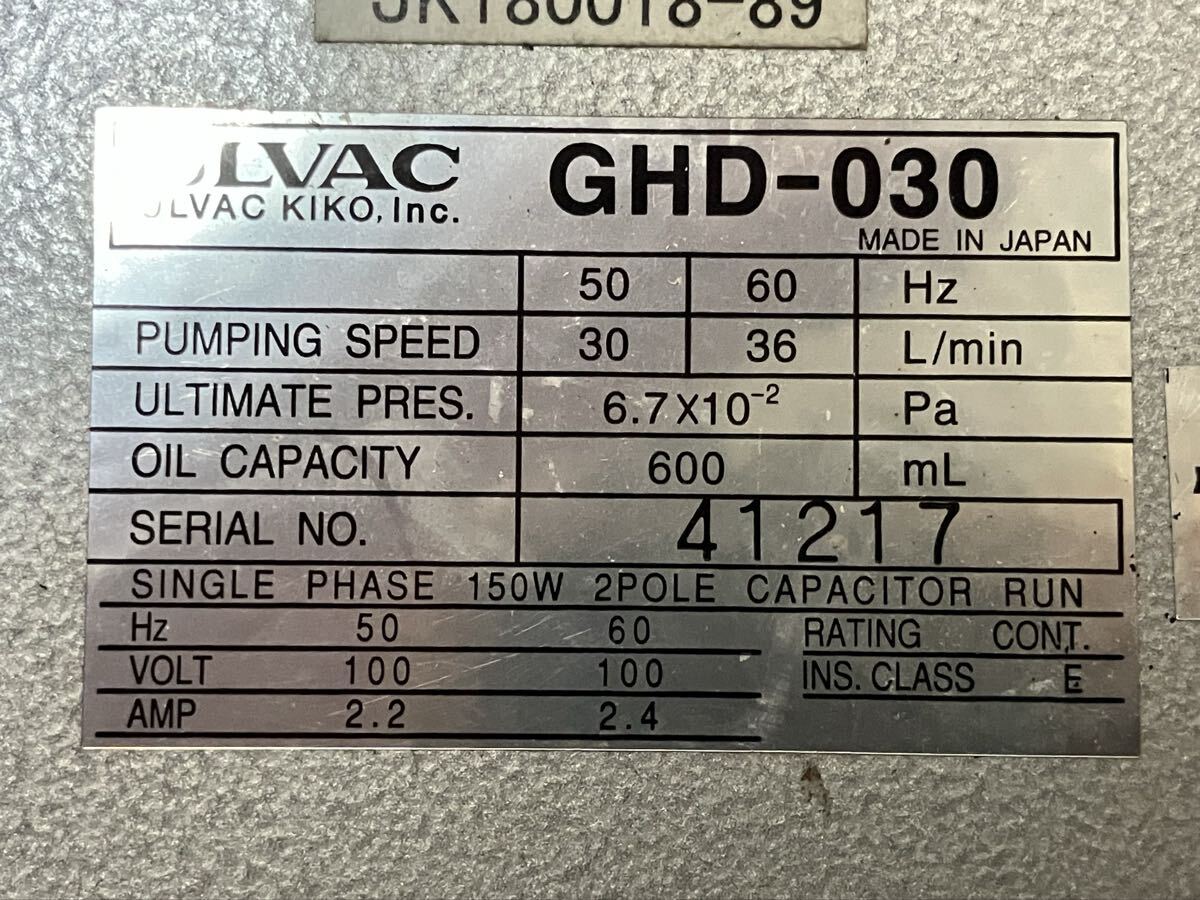 JK180018-89
ULVAC GHD-030
ULVAC KIKO, Inc.
MADE IN JAPAN
50 60 Hz
PUMPING SPEED 30 36 L/min
ULTIMATE PRES. 6.7X10⁻² Pa
OIL CAPACITY 600 mL
SERIAL NO. 41217
SINGLE PHASE 150W 2POLE CAPACITOR RUN
Hz 50 60 RATING CONT.
VOLT 100 100 INS. CLASS E
AMP 2.2 2.4